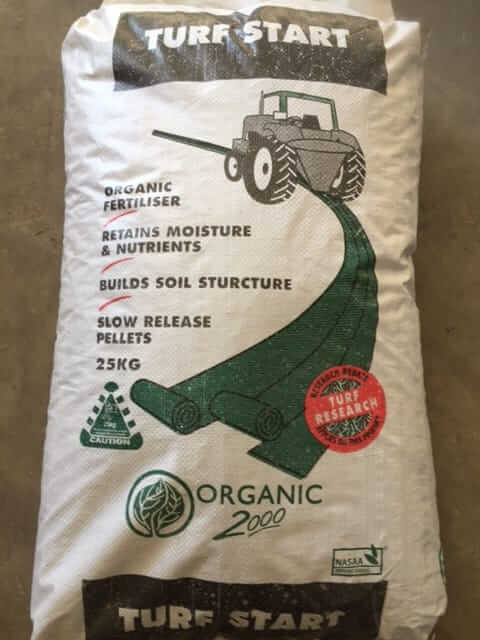 TURF START
ORGANIC
FERTILISER
RETAINS MOISTURE
& NUTRIENTS
BUILDS SOIL STURCTURE
SLOW RELEASE
PELLETS
25KG
CAUTION
TURF
RESEARCH
ORGANIC
2000
NASAA
TURF START